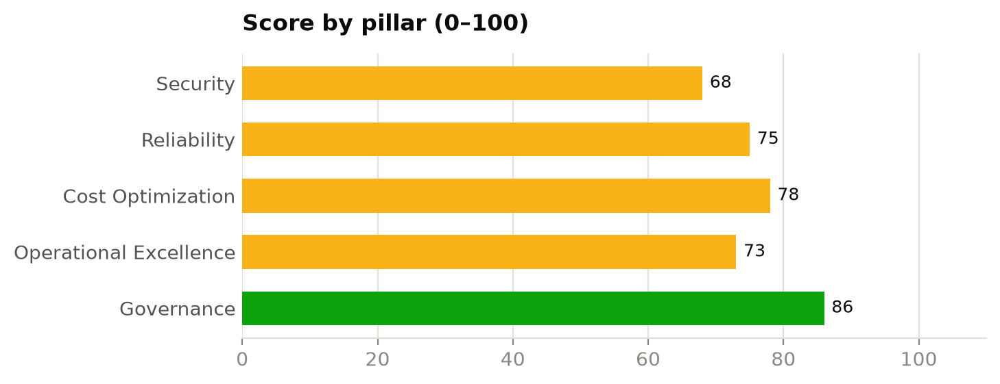 Score by pillar (0–100)
Security 68
Reliability 75
Cost Optimization 78
Operational Excellence 73
Governance 86
0 20 40 60 80 100